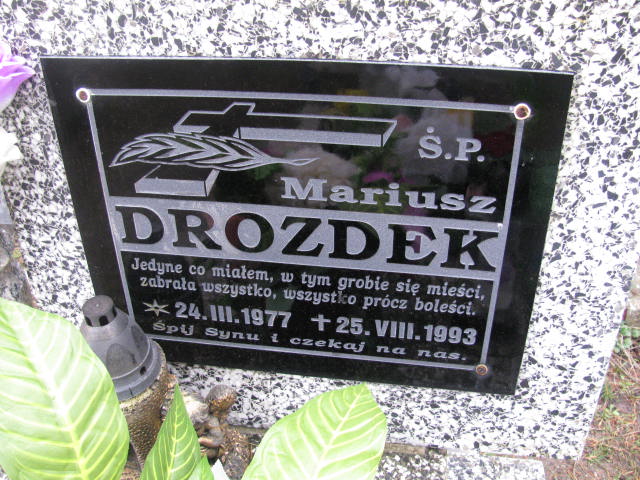 Ś.P.
Mariusz
DROZDEK
Jedyne co miałem, w tym grobie się mieści,
zabrała wszystko, wszystko prócz boleści.
24.III.1977 25.VIII.1993
Śpij Synu i czekaj na nas.